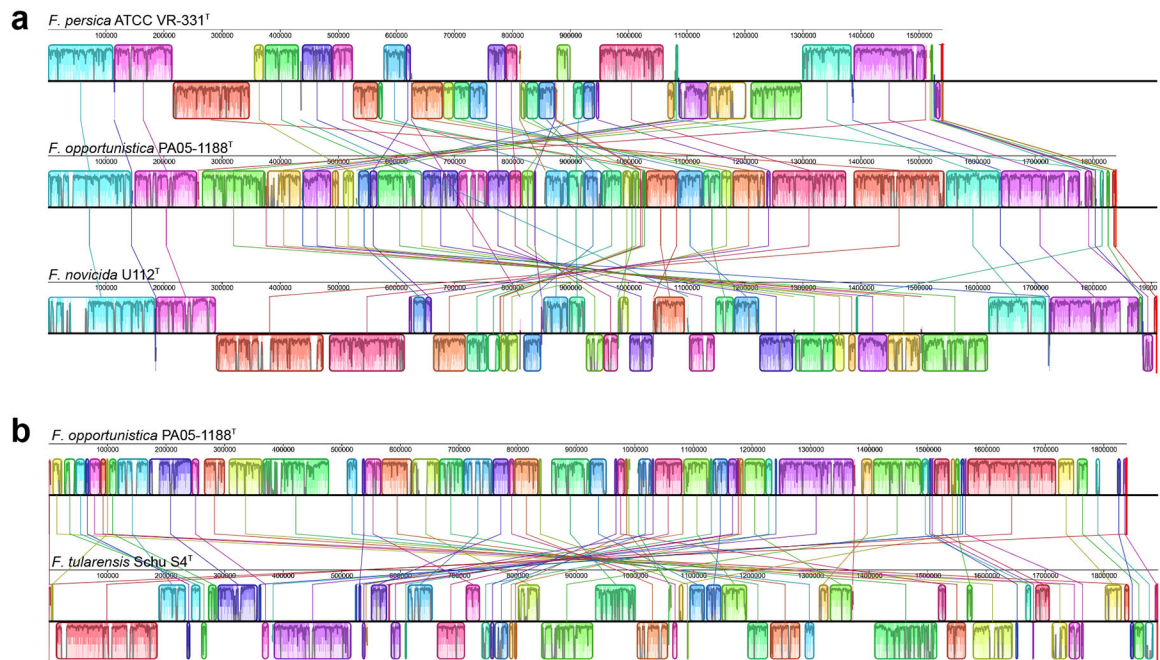 a
F. persica ATCC VR-331ᵀ
100000 200000 300000 400000 500000 600000 700000 800000 900000 1000000 1100000 1200000 1300000 1400000 1500000
F. opportunistica PA05-1188ᵀ
100000 200000 300000 400000 500000 600000 700000 800000 900000 1000000 1100000 1200000 1300000 1400000 1500000 1600000 1700000 1800000
F. novicida U112ᵀ
100000 200000 300000 400000 500000 600000 700000 800000 900000 1000000 1100000 1200000 1300000 1400000 1500000 1600000 1700000 1800000
b
F. opportunistica PA05-1188ᵀ
100000 200000 300000 400000 500000 600000 700000 800000 900000 1000000 1100000 1200000 1300000 1400000 1500000 1600000 1700000 1800000
F. tularensis Schu S4ᵀ
100000 200000 300000 400000 500000 600000 700000 800000 900000 1000000 1100000 1200000 1300000 1400000 1500000 1600000 1700000 1800000